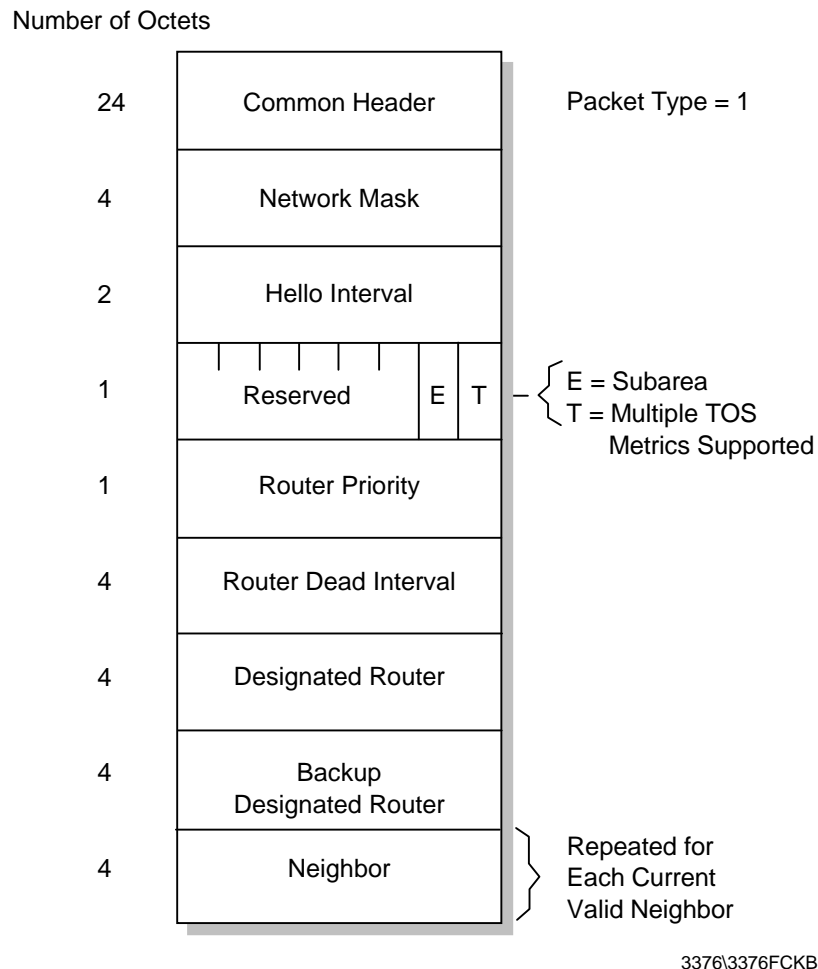 Number of Octets
24
Common Header
Packet Type = 1
4
Network Mask
2
Hello Interval
1
Reserved
E
T
E = Subarea
T = Multiple TOS
Metrics Supported
1
Router Priority
4
Router Dead Interval
4
Designated Router
4
Backup
Designated Router
4
Neighbor
Repeated for
Each Current
Valid Neighbor
3376\3376FCKB